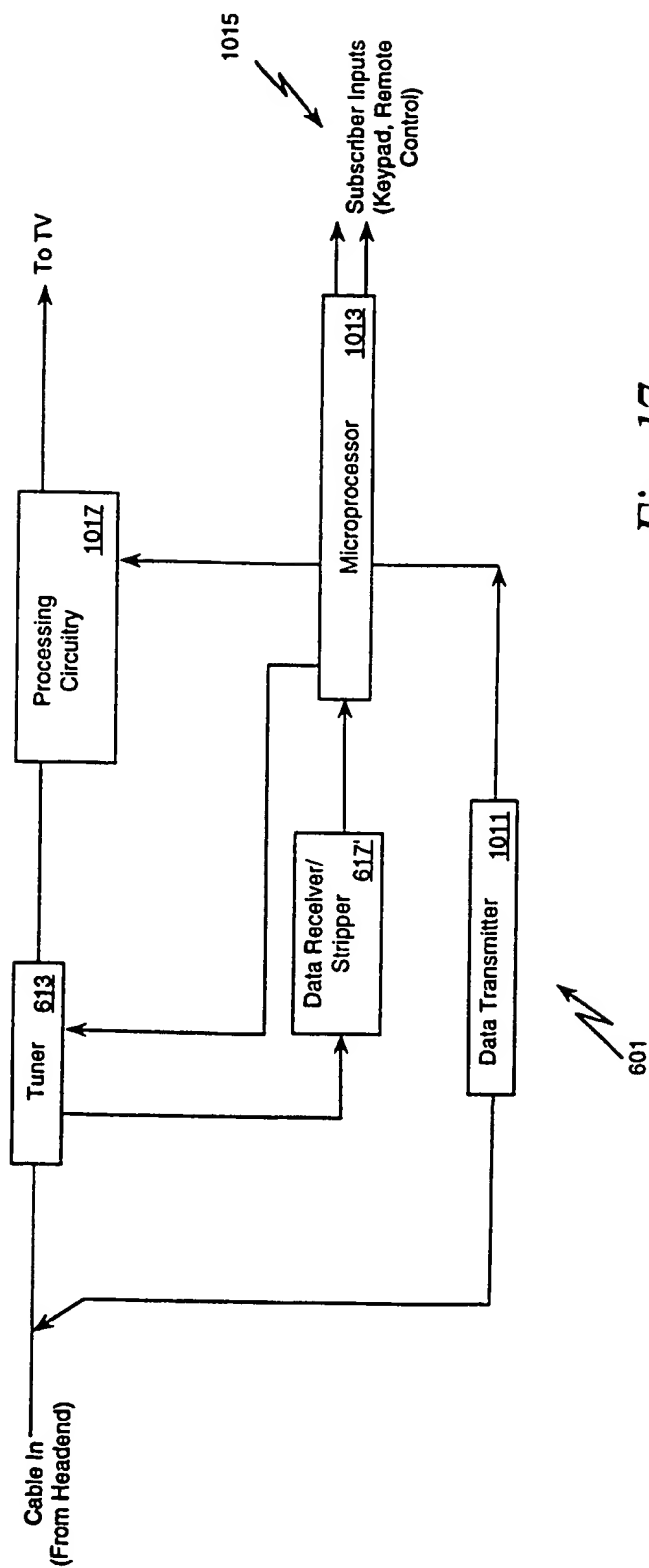 Cable In
(From Headend)
Tuner 613
Processing
Circuitry
1017
To TV
Data Receiver/
Stripper
617'
Microprocessor
1013
1015
Subscriber Inputs
(Keypad, Remote
Control)
Data Transmitter 1011
601